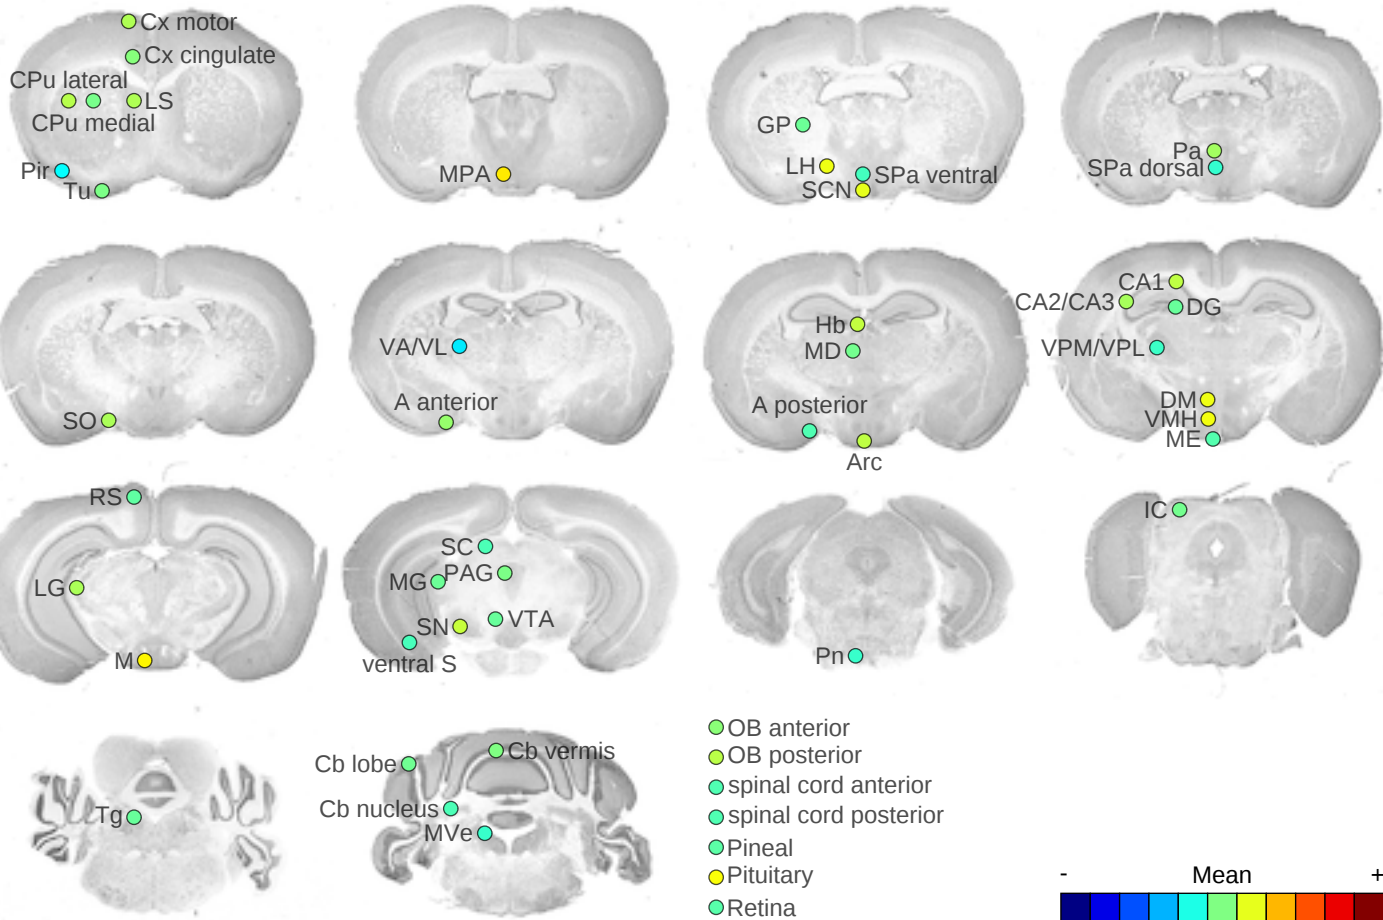 Cx motor
Cx cingulate
CPu lateral
LS
CPu medial
Pir
Tu
MPA
GP
LH
SPa ventral
SCN
Pa
SPa dorsal
SO
VA/VL
A anterior
Hb
MD
A posterior
Arc
CA1
CA2/CA3
DG
VPM/VPL
DM
VMH
ME
RS
LG
M
SC
MG
PAG
SN
VTA
ventral S
Pn
IC
Tg
Cb lobe
Cb vermis
Cb nucleus
MVe
OB anterior
OB posterior
spinal cord anterior
spinal cord posterior
Pineal
Pituitary
Retina
- Mean +